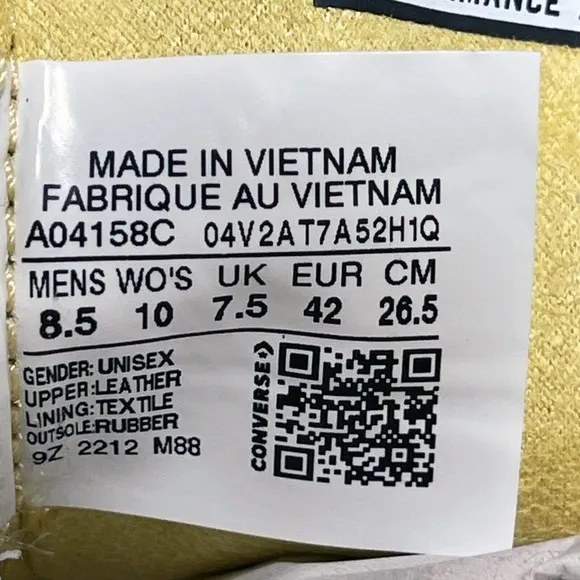 RMANCE
MADE IN VIETNAM
FABRIQUE AU VIETNAM
A04158C 04V2AT7A52H1Q
MENS WO'S UK EUR CM
8.5 10 7.5 42 26.5
GENDER: UNISEX
UPPER:LEATHER
LINING:TEXTILE
OUTSOLE:RUBBER
9Z 2212 M88
CONVERSE